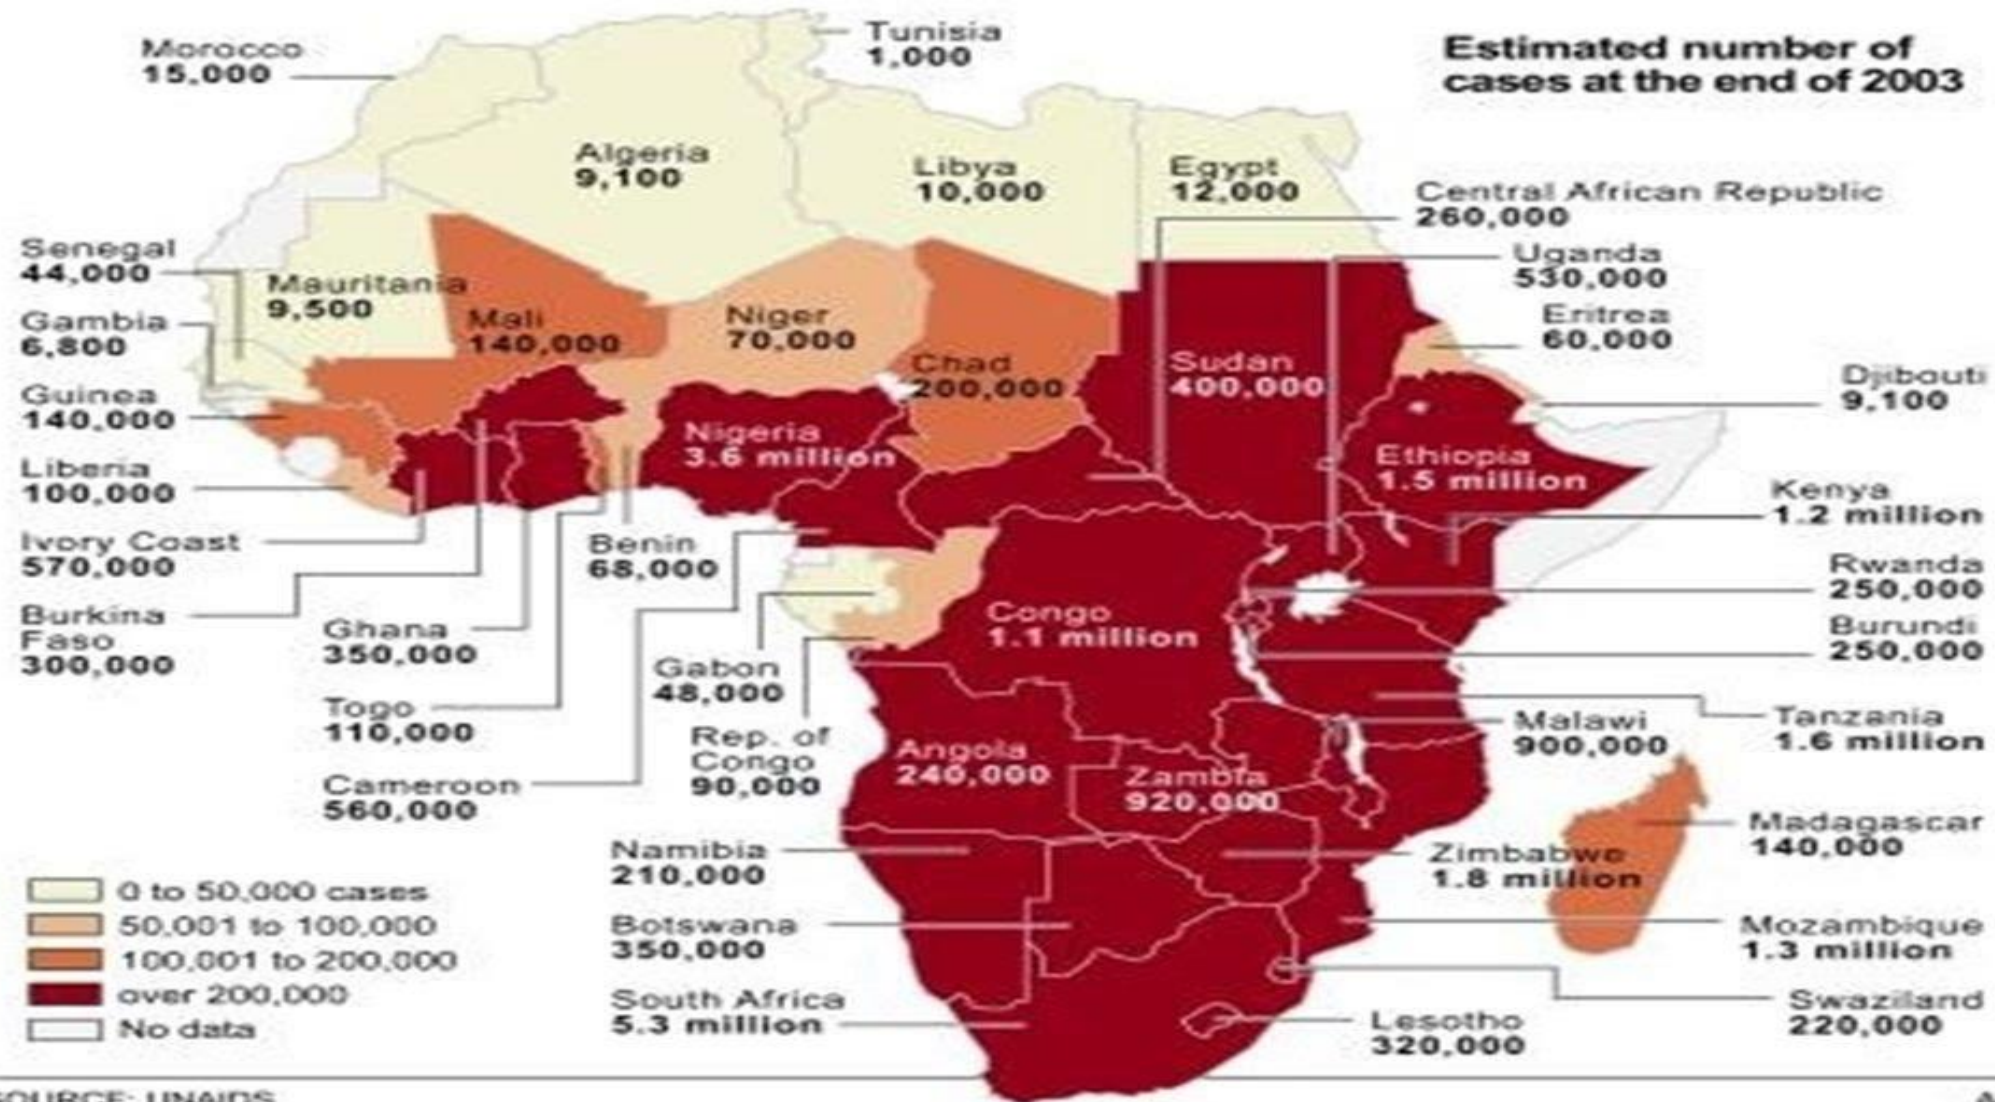 Estimated number of
cases at the end of 2003
Morocco
15,000
Tunisia
1,000
Algeria
9,100
Libya
10,000
Egypt
12,000
Central African Republic
260,000
Uganda
530,000
Eritrea
60,000
Djibouti
9,100
Senegal
44,000
Mauritania
9,500
Mali
140,000
Niger
70,000
Chad
200,000
Sudan
400,000
Gambia
6,800
Guinea
140,000
Nigeria
3.6 million
Ethiopia
1.5 million
Liberia
100,000
Kenya
1.2 million
Ivory Coast
570,000
Benin
68,000
Rwanda
250,000
Burkina
Faso
300,000
Ghana
350,000
Congo
1.1 million
Burundi
250,000
Gabon
48,000
Togo
110,000
Rep. of
Congo
90,000
Malawi
900,000
Tanzania
1.6 million
Angola
240,000
Zambia
920,000
Cameroon
560,000
Madagascar
140,000
Namibia
210,000
Zimbabwe
1.8 million
Botswana
350,000
Mozambique
1.3 million
South Africa
5.3 million
Swaziland
220,000
Lesotho
320,000
0 to 50,000 cases
50,001 to 100,000
100,001 to 200,000
over 200,000
No data
SOURCE: UNAIDS